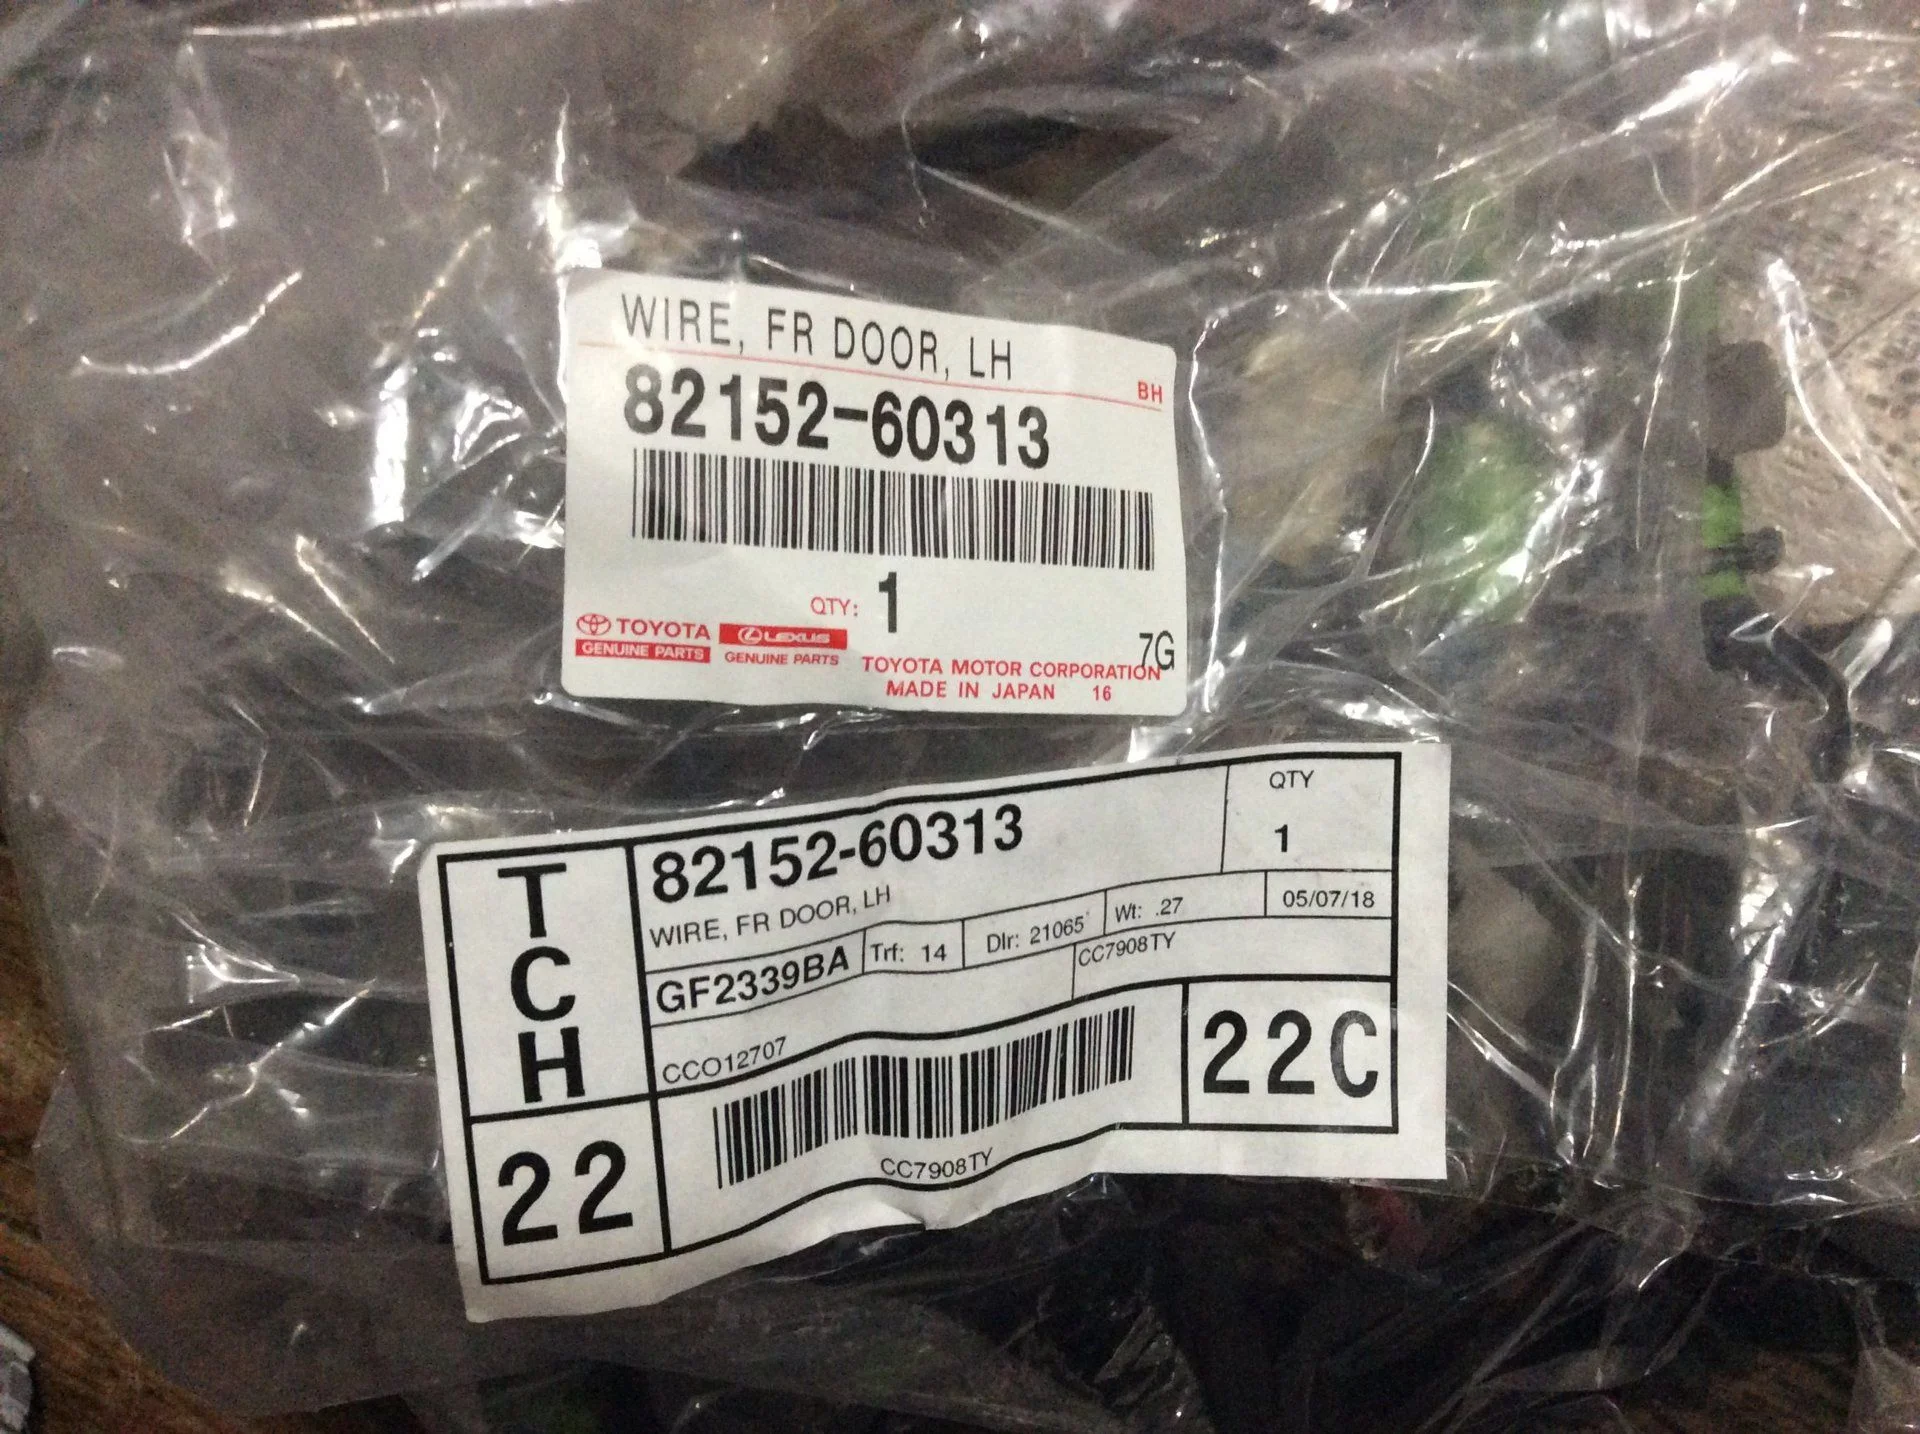 WIRE, FR DOOR, LH
BH
82152-60313
QTY: 1
TOYOTA
GENUINE PARTS
LEXUS
GENUINE PARTS
7G
TOYOTA MOTOR CORPORATION
MADE IN JAPAN 16
TCH
82152-60313
QTY
1
WIRE, FR DOOR, LH
GF2339BA
Trf: 14
Dlr: 21065
Wt: .27
05/07/18
CC7908TY
CCO12707
22
CC7908TY
22C